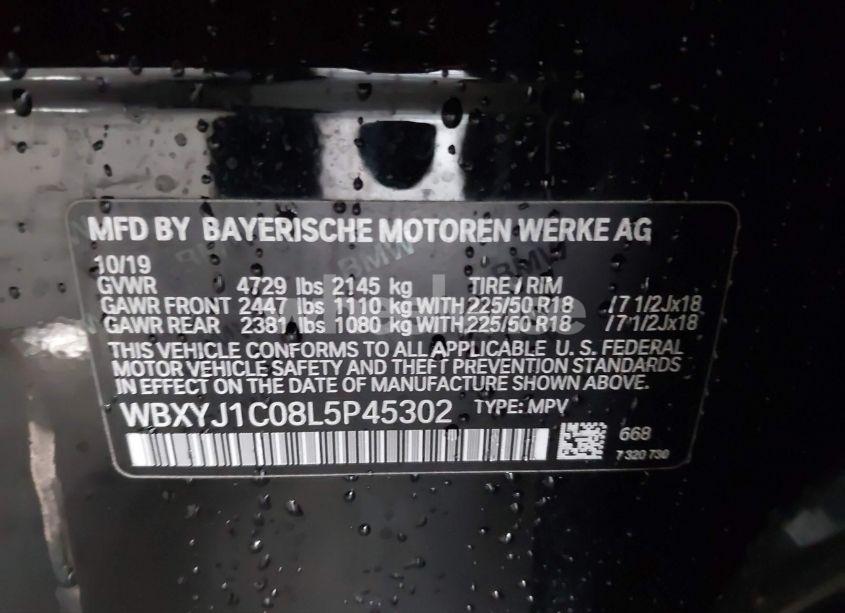 MFD BY BAYERISCHE MOTOREN WERKE AG
10/19
GVWR 4729 lbs 2145 kg TIRE / RIM
GAWR FRONT 2447 lbs 1110 kg WITH 225/50 R18 /7 1/2Jx18
GAWR REAR 2381 lbs 1080 kg WITH 225/50 R18 /7 1/2Jx18
THIS VEHICLE CONFORMS TO ALL APPLICABLE U. S. FEDERAL
MOTOR VEHICLE SAFETY AND THEFT PREVENTION STANDARDS
IN EFFECT ON THE DATE OF MANUFACTURE SHOWN ABOVE.
WBXYJ1C08L5P45302 TYPE: MPV
668
7 320 730